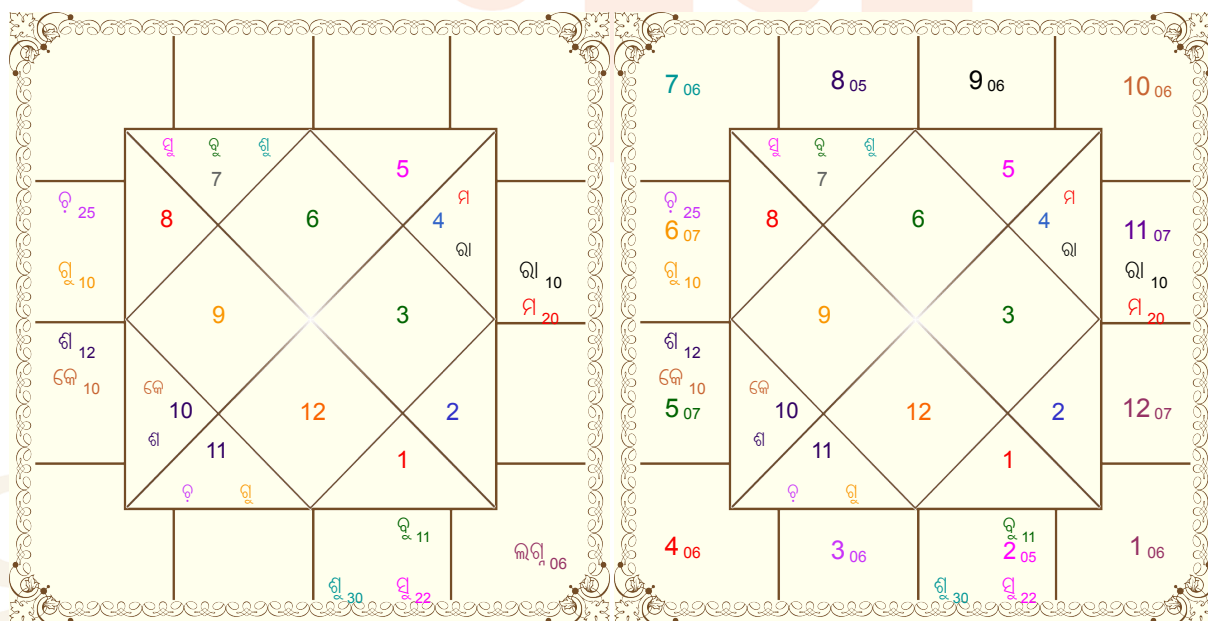 7 06 8 05 9 06 10 06
ସୁ ବୁ ଶୁ
7
5
ମ
ଚ଼ 25
8
6
4
ରା
ଗୁ 10
ରା 10
ମ 20
9
3
ଶ 12
କେ 10
କେ
10
12
2
ଶ
11
1
ଚ଼ ଗୁ
ବୁ 11
ଲଗ୍ନ 06
ଶୁ 30 ସୁ 22
ସୁ ବୁ ଶୁ
7
5
ମ
ଚ଼ 25
6 07
8
6
4
11 07
ରା
ଗୁ 10
ରା 10
ମ 20
9
3
ଶ 12
କେ 10
5 07
କେ
10
12
2
12 07
ଶ
11
1
ଚ଼ ଗୁ
4 06
3 06
ବୁ 11
2 05
1 06
ଶୁ 30 ସୁ 22